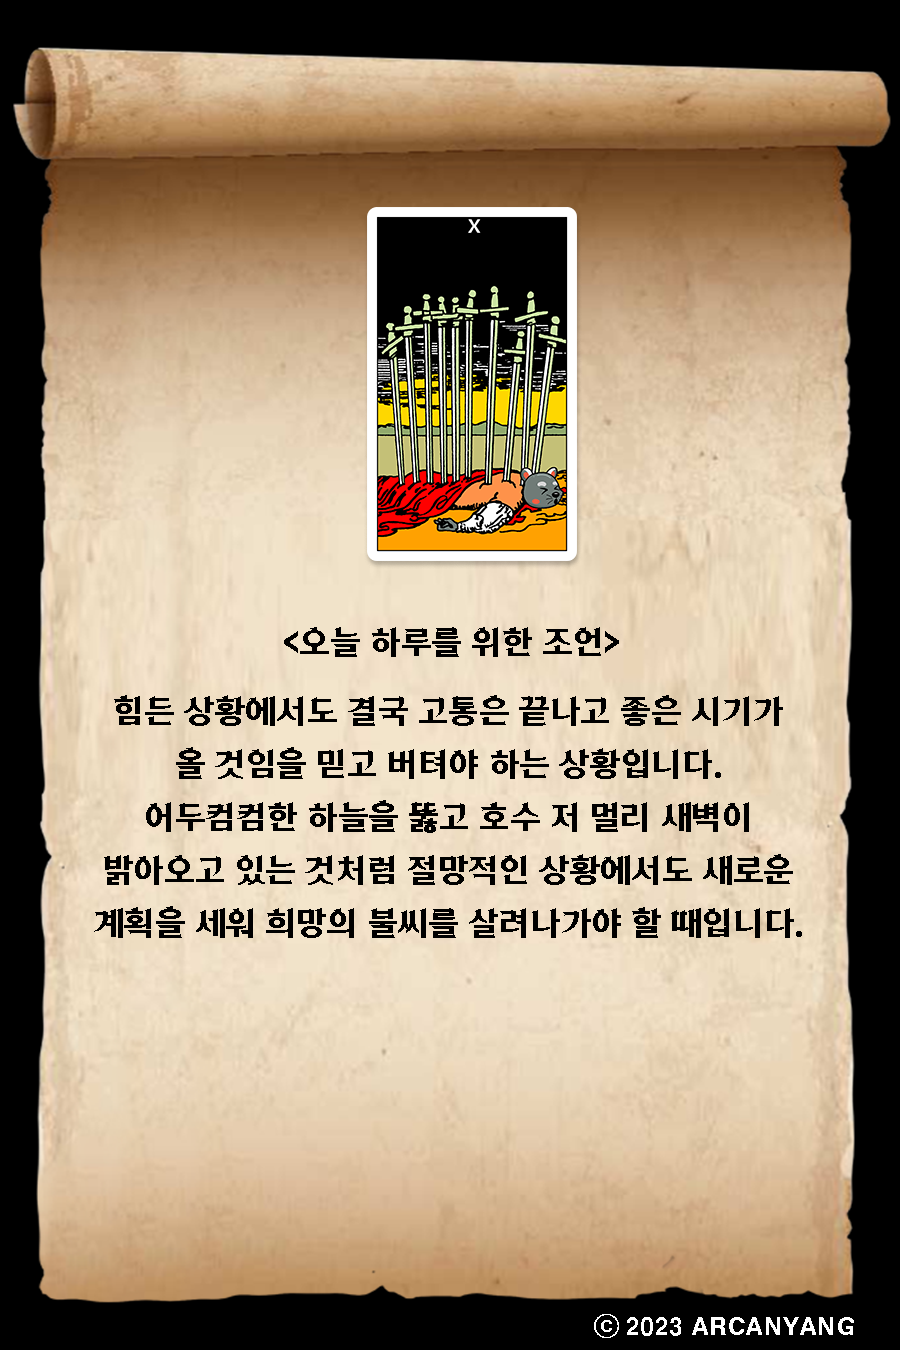 X
<오늘 하루를 위한 조언>
힘든 상황에서도 결국 고통은 끝나고 좋은 시기가
올 것임을 믿고 버텨야 하는 상황입니다.
어두컴컴한 하늘을 뚫고 호수 저 멀리 새벽이
밝아오고 있는 것처럼 절망적인 상황에서도 새로운
계획을 세워 희망의 불씨를 살려나가야 할 때입니다.
ⓒ 2023 ARCANYANG